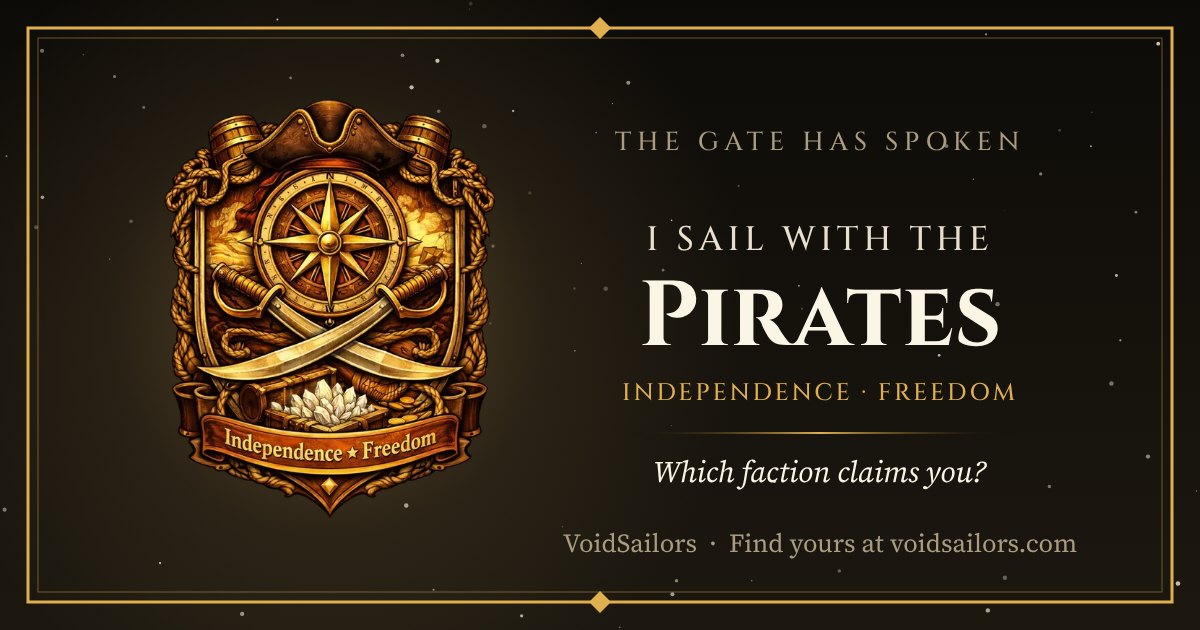 Independence ★ Freedom
THE GATE HAS SPOKEN
I SAIL WITH THE
PIRATES
INDEPENDENCE · FREEDOM
Which faction claims you?
VoidSailors · Find yours at voidsailors.com